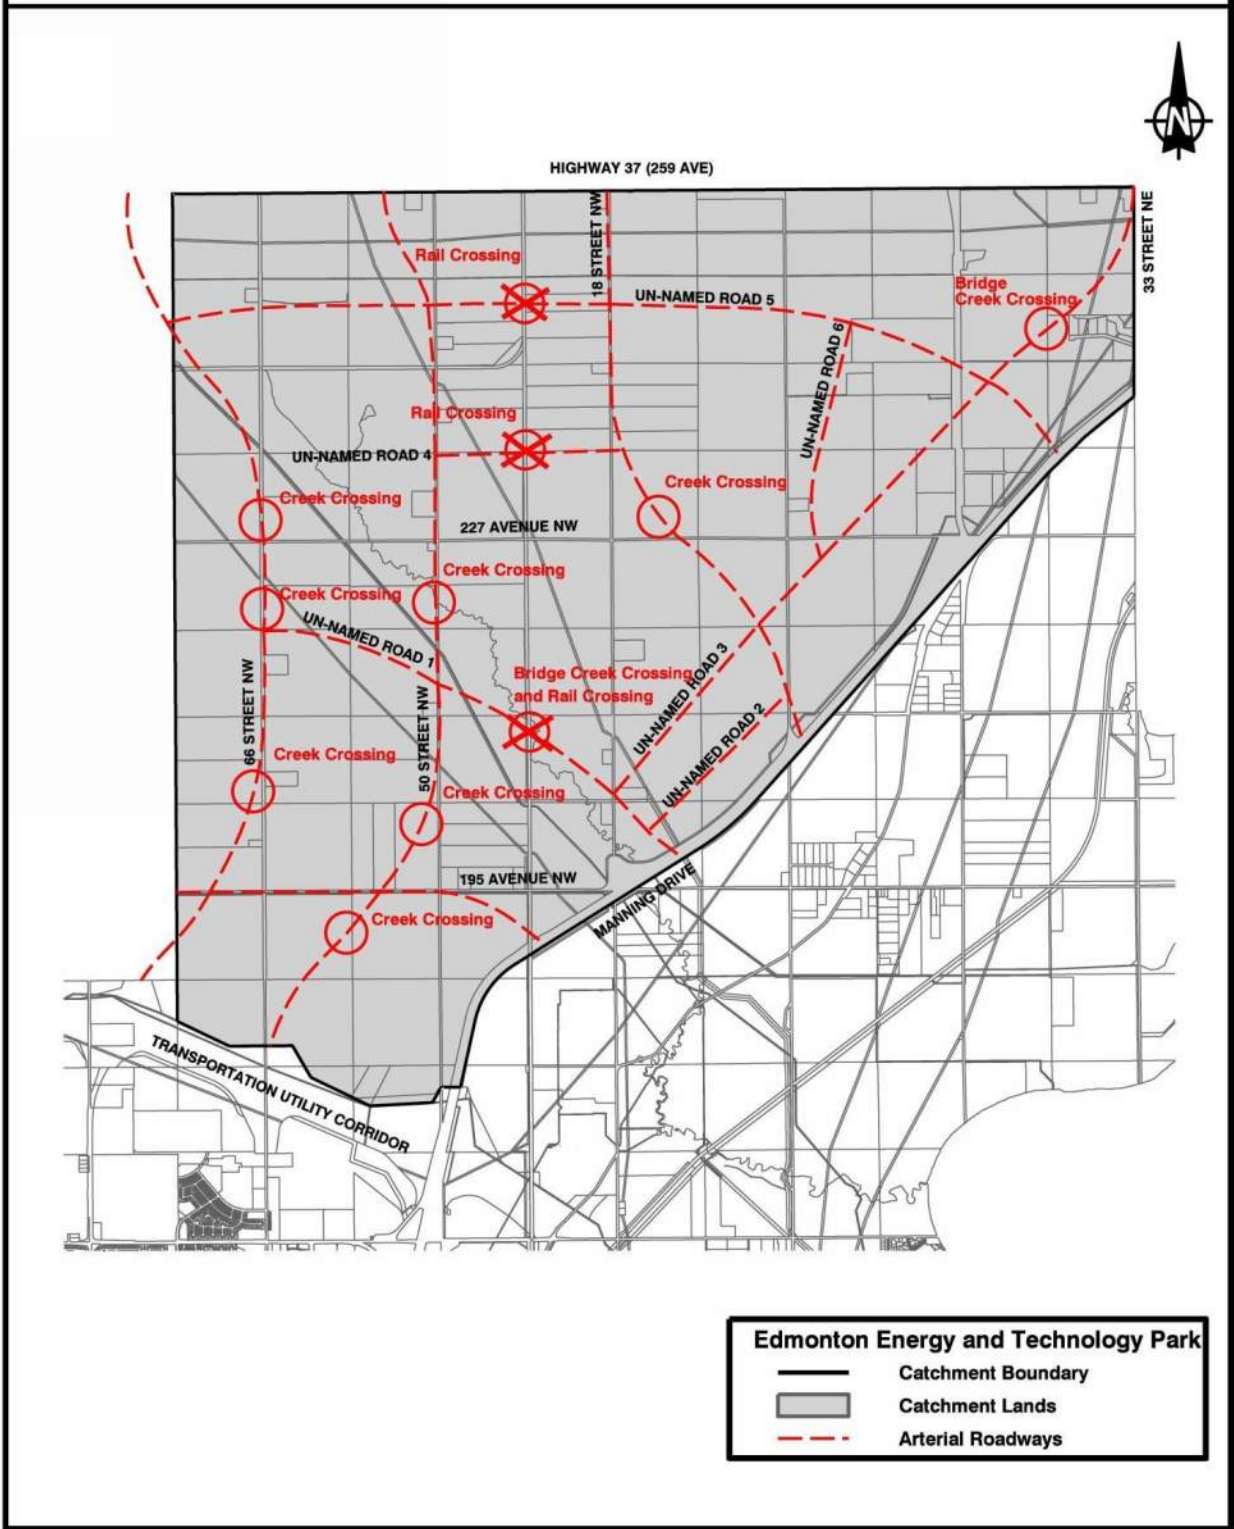 N
HIGHWAY 37 (259 AVE)
18 STREET NW
33 STREET NE
Rail Crossing
Bridge
Creek Crossing
UN-NAMED ROAD 5
UN-NAMED ROAD 6
Rail Crossing
UN-NAMED ROAD 4
Creek Crossing
Creek Crossing
227 AVENUE NW
Creek Crossing
Creek Crossing
UN-NAMED ROAD 1
66 STREET NW
50 STREET NW
Bridge Creek Crossing
and Rail Crossing
UN-NAMED ROAD 3
UN-NAMED ROAD 2
Creek Crossing
Creek Crossing
195 AVENUE NW
MANNING DRIVE
Creek Crossing
TRANSPORTATION UTILITY CORRIDOR
Edmonton Energy and Technology Park
Catchment Boundary
Catchment Lands
Arterial Roadways